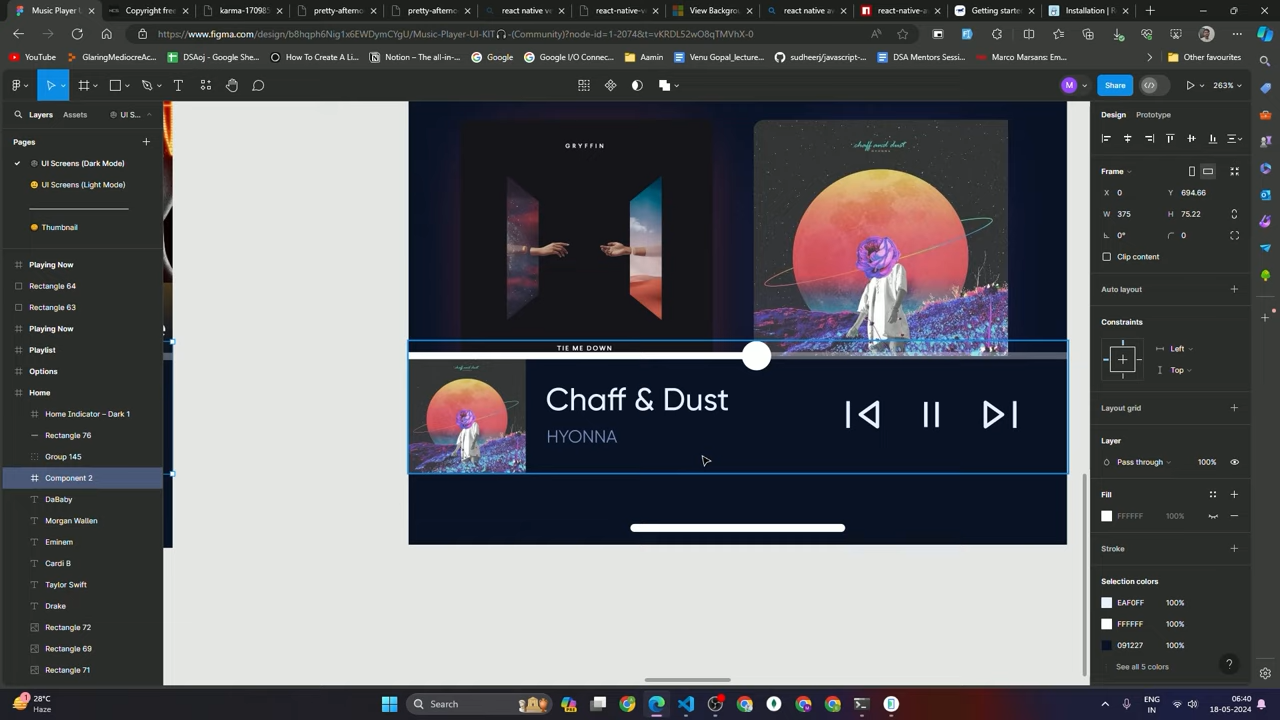 Music Player U
Copyright free
karma-170985
pretty-afterno
pretty-afterno
react native ve
react-native-v
View Backgrou
react native av
react-native-a
Getting starte
Installation | R
https://www.figma.com/design/b8hqph6Nig1x6EWDymCYgU/Music-Player-UI-KIT🎧-(Community)?node-id=1-2074&t=vKRDL52wO8qTMVhX-0
YouTube
GlaringMediocreAc...
DSAoj - Google She...
How To Create A Li...
Notion – The all-in-...
Google
Google I/O Connec...
Aamin
Venu Gopal_lecture...
sudheerj/javascript-...
DSA Mentors Sessi...
Marco Marsans: Em...
Other favourites
M
Share
263%
Layers
Assets
UI S...
Pages
UI Screens (Dark Mode)
UI Screens (Light Mode)
Thumbnail
Playing Now
Rectangle 64
Rectangle 63
Playing Now
Playlist
Options
Home
Home Indicator – Dark 1
Rectangle 76
Group 145
Component 2
DaBaby
Morgan Wallen
Eminem
Cardi B
Taylor Swift
Drake
Rectangle 72
Rectangle 69
Rectangle 71
GRYFFIN
TIE ME DOWN
chaff and dust
Chaff & Dust
HYONNA
Design
Prototype
Frame
X 0
Y 694.66
W 375
H 75.22
0°
0
Clip content
Auto layout
Constraints
Left
Top
Layout grid
Layer
Pass through
100%
Fill
FFFFFF 100%
Stroke
Selection colors
EAF0FF 100%
FFFFFF 100%
091227 100%
See all 5 colors
?
28°C
Haze
Search
ENG
IN
06:40
18-05-2024